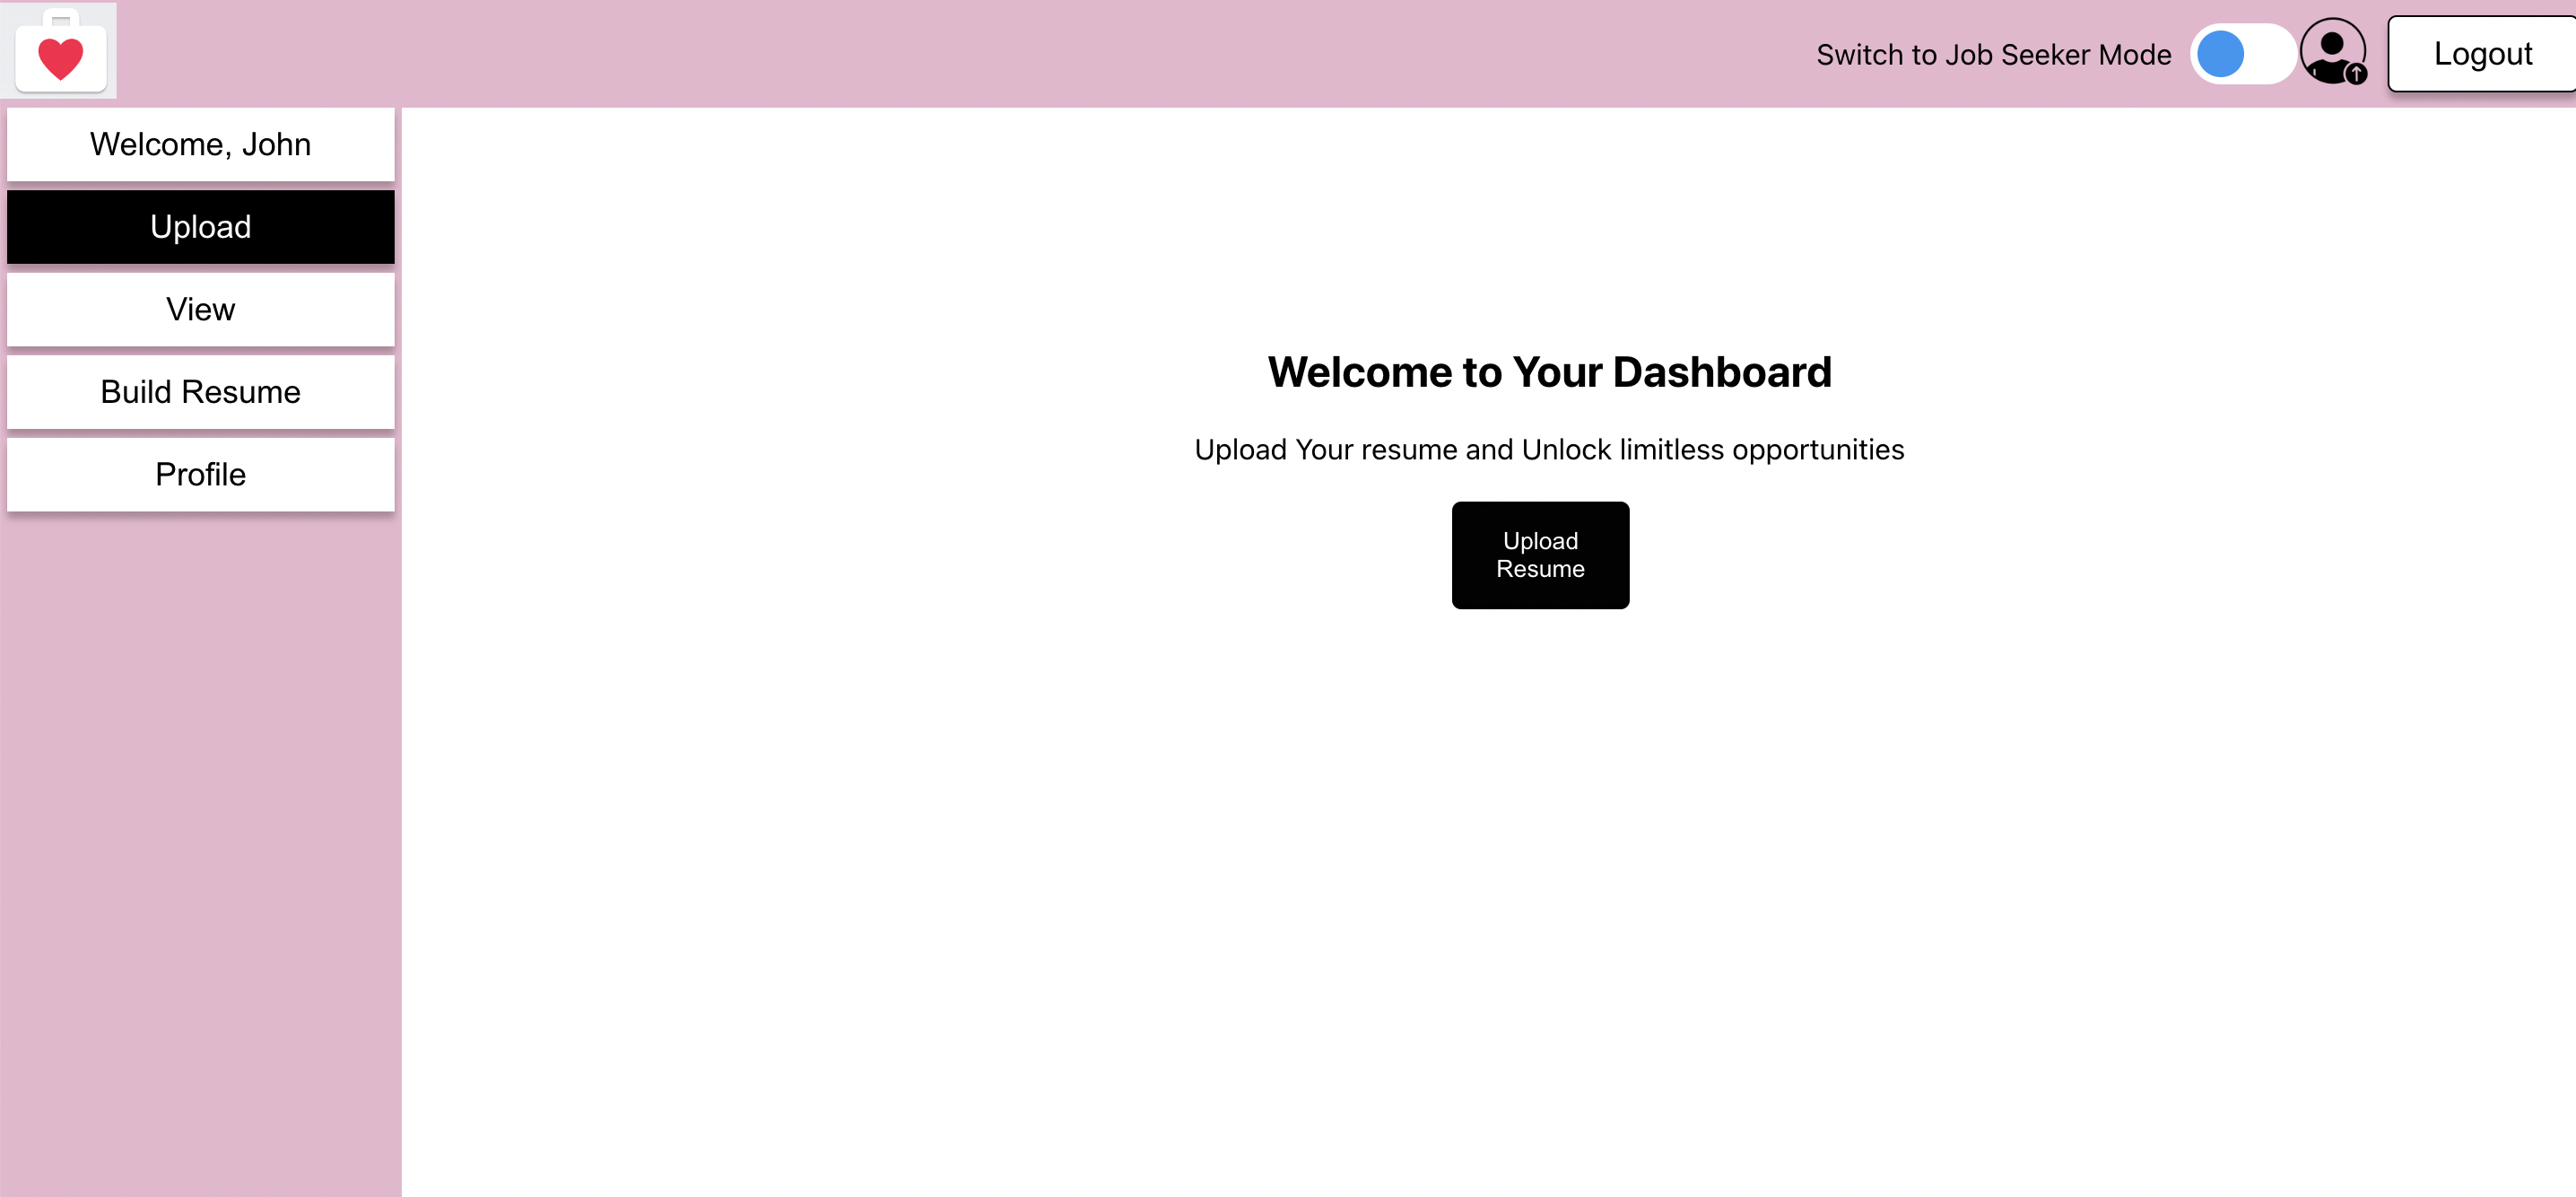 Switch to Job Seeker Mode
Logout
Welcome, John
Upload
View
Build Resume
Profile
Welcome to Your Dashboard
Upload Your resume and Unlock limitless opportunities
Upload
Resume